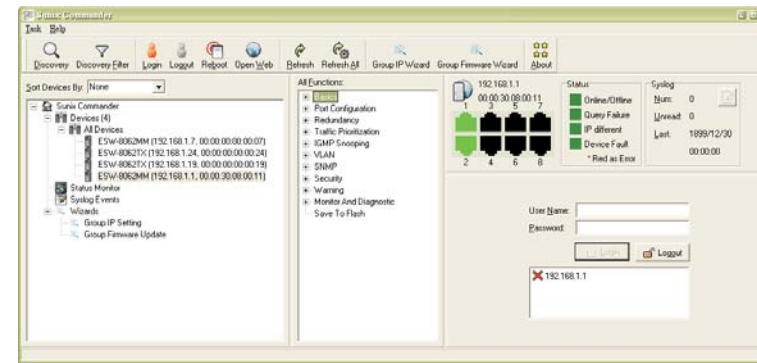 Sunix Commander
Task Help
Discovery Discovery Filter Login Logout Reboot Open Web Refresh Refresh All Group IP Wizard Group Firmware Wizard About
Sort Devices By: None
Sunix Commander
Devices (4)
All Devices
ESW-8062MM (192.168.1.7, 00:00:00:00:00:07)
ESW-8062TX (192.168.1.24, 00:00:00:00:00:24)
ESW-8062TX (192.168.1.19, 00:00:00:00:00:19)
ESW-8062MM (192.168.1.1, 00:00:30:08:00:11)
Status Monitor
Syslog Events
Wizards
Group IP Setting
Group Firmware Update
All Functions:
Basics
Port Configuration
Redundancy
Traffic Prioritization
IGMP Snooping
VLAN
SNMP
Security
Warning
Monitor And Diagnostic
Save To Flash
192.168.1.1
00:00:30:08:00:11
1 3 5 7
2 4 6 8
Status
Online/Offline
Query Failure
IP different
Device Fault
* Red as Error
Syslog
Num: 0
Unread: 0
Last: 1899/12/30
00:00:00
User Name:
Password:
Login Logout
192.168.1.1